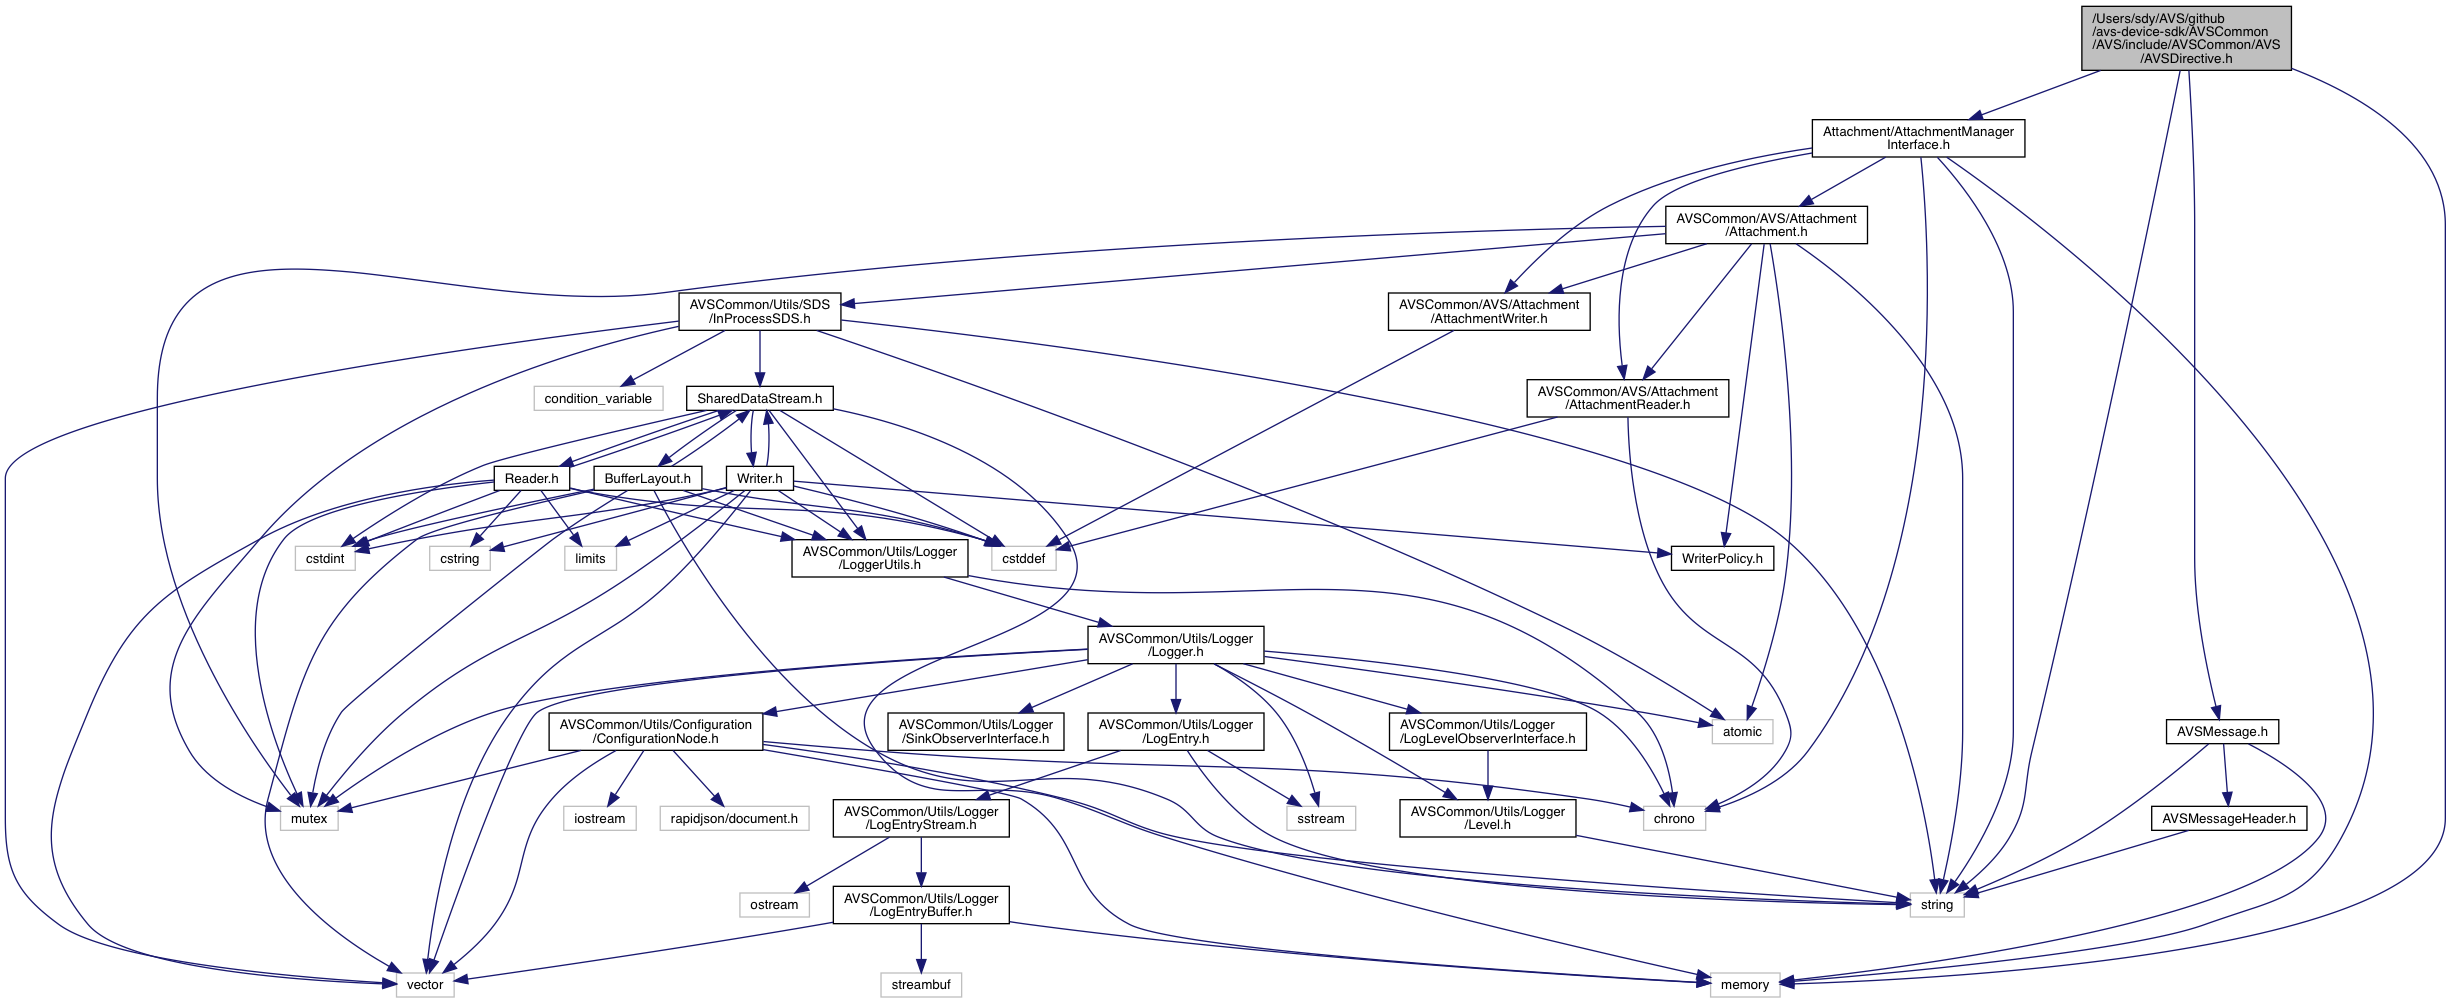 /Users/sdy/AVS/github
/avs-device-sdk/AVSCommon
/AVS/include/AVSCommon/AVS
/AVSDirective.h
Attachment/AttachmentManager
Interface.h
AVSCommon/AVS/Attachment
/Attachment.h
AVSCommon/Utils/SDS
/InProcessSDS.h
AVSCommon/AVS/Attachment
/AttachmentWriter.h
condition_variable
SharedDataStream.h
AVSCommon/AVS/Attachment
/AttachmentReader.h
Reader.h
BufferLayout.h
Writer.h
cstdint
cstring
limits
AVSCommon/Utils/Logger
/LoggerUtils.h
cstddef
WriterPolicy.h
AVSCommon/Utils/Logger
/Logger.h
AVSCommon/Utils/Configuration
/ConfigurationNode.h
AVSCommon/Utils/Logger
/SinkObserverInterface.h
AVSCommon/Utils/Logger
/LogEntry.h
AVSCommon/Utils/Logger
/LogLevelObserverInterface.h
atomic
AVSMessage.h
mutex
iostream
rapidjson/document.h
AVSCommon/Utils/Logger
/LogEntryStream.h
sstream
AVSCommon/Utils/Logger
/Level.h
chrono
AVSMessageHeader.h
ostream
AVSCommon/Utils/Logger
/LogEntryBuffer.h
string
vector
streambuf
memory